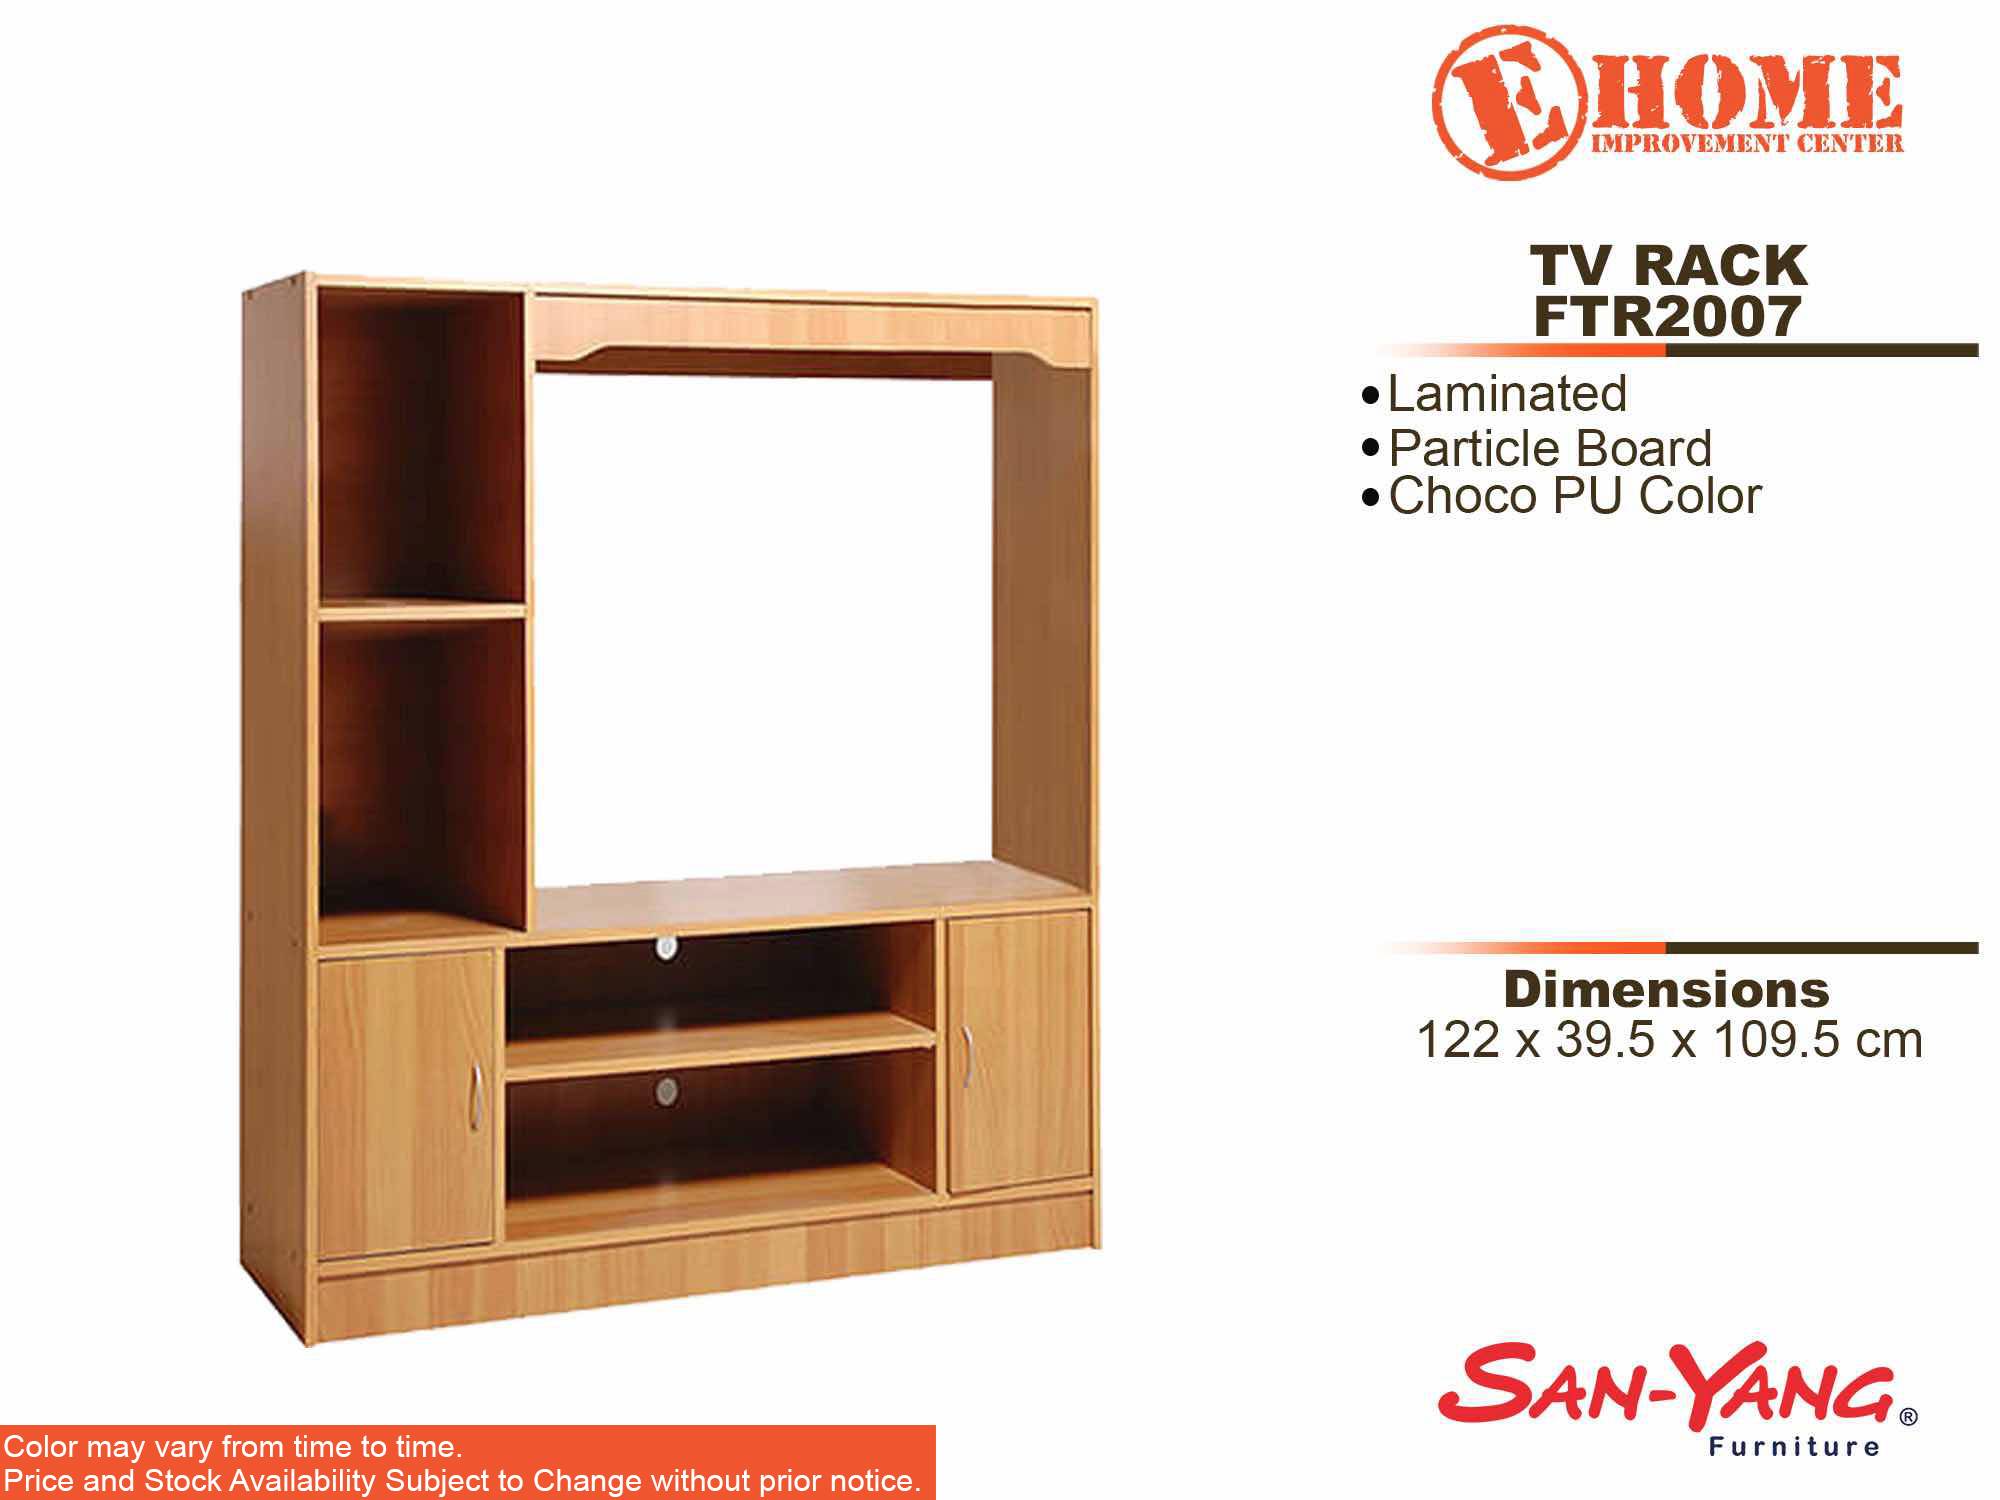 EHOME
IMPROVEMENT CENTER
TV RACK
FTR2007
•Laminated
•Particle Board
•Choco PU Color
Dimensions
122 x 39.5 x 109.5 cm
SAN-YANG®
Furniture
Color may vary from time to time.
Price and Stock Availability Subject to Change without prior notice.